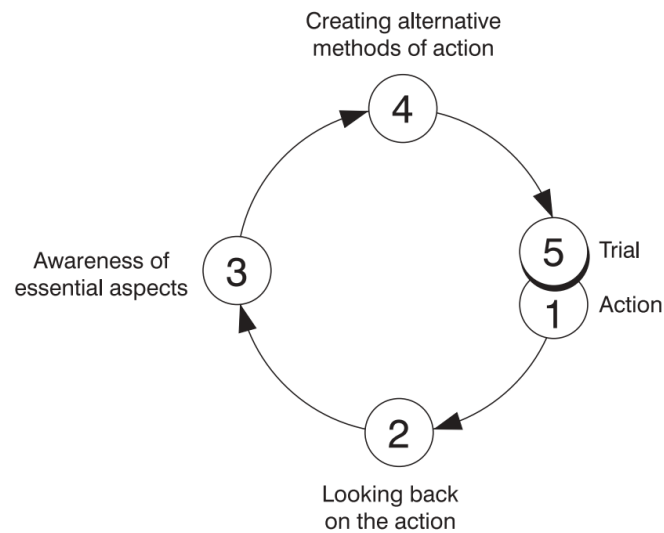 Creating alternative
methods of action
4
5
Trial
Awareness of
essential aspects
3
1
Action
2
Looking back
on the action